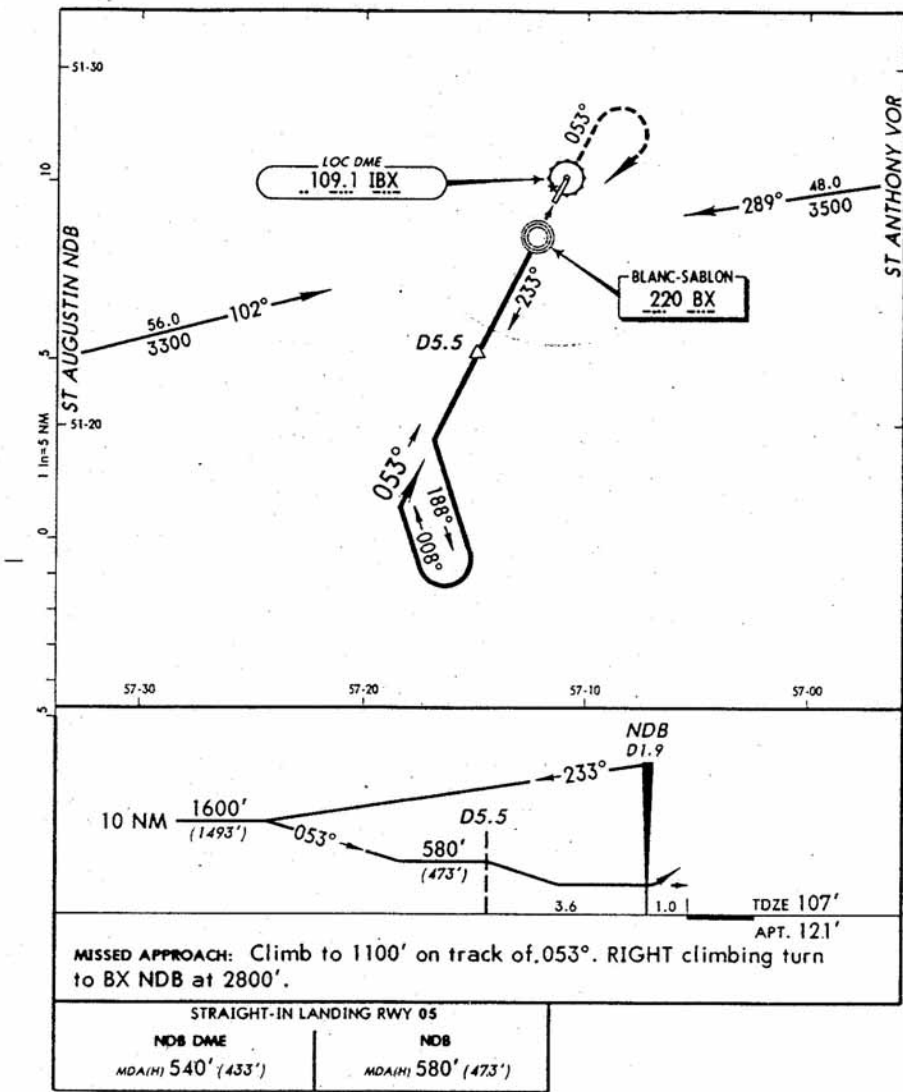 51-30
053°
LOC DME
109.1 IBX
10
48.0
289°
3500
ST ANTHONY VOR
BLANC-SABLON
220 BX
233°
56.0
102°
3300
D5.5
5
ST AUGUSTIN NDB
51-20
1 In=5 NM
053°
188°
008°
0
57-30
57-20
57-10
57-00
5
NDB
D1.9
233°
10 NM
1600'
(1493')
053°
D5.5
580'
(473')
3.6
1.0
TDZE 107'
APT. 121'
MISSED APPROACH: Climb to 1100' on track of 053°. RIGHT climbing turn
to BX NDB at 2800'.
STRAIGHT-IN LANDING RWY 05
NDB DME
NDB
MDA(H) 540' (433')
MDA(H) 580' (473')